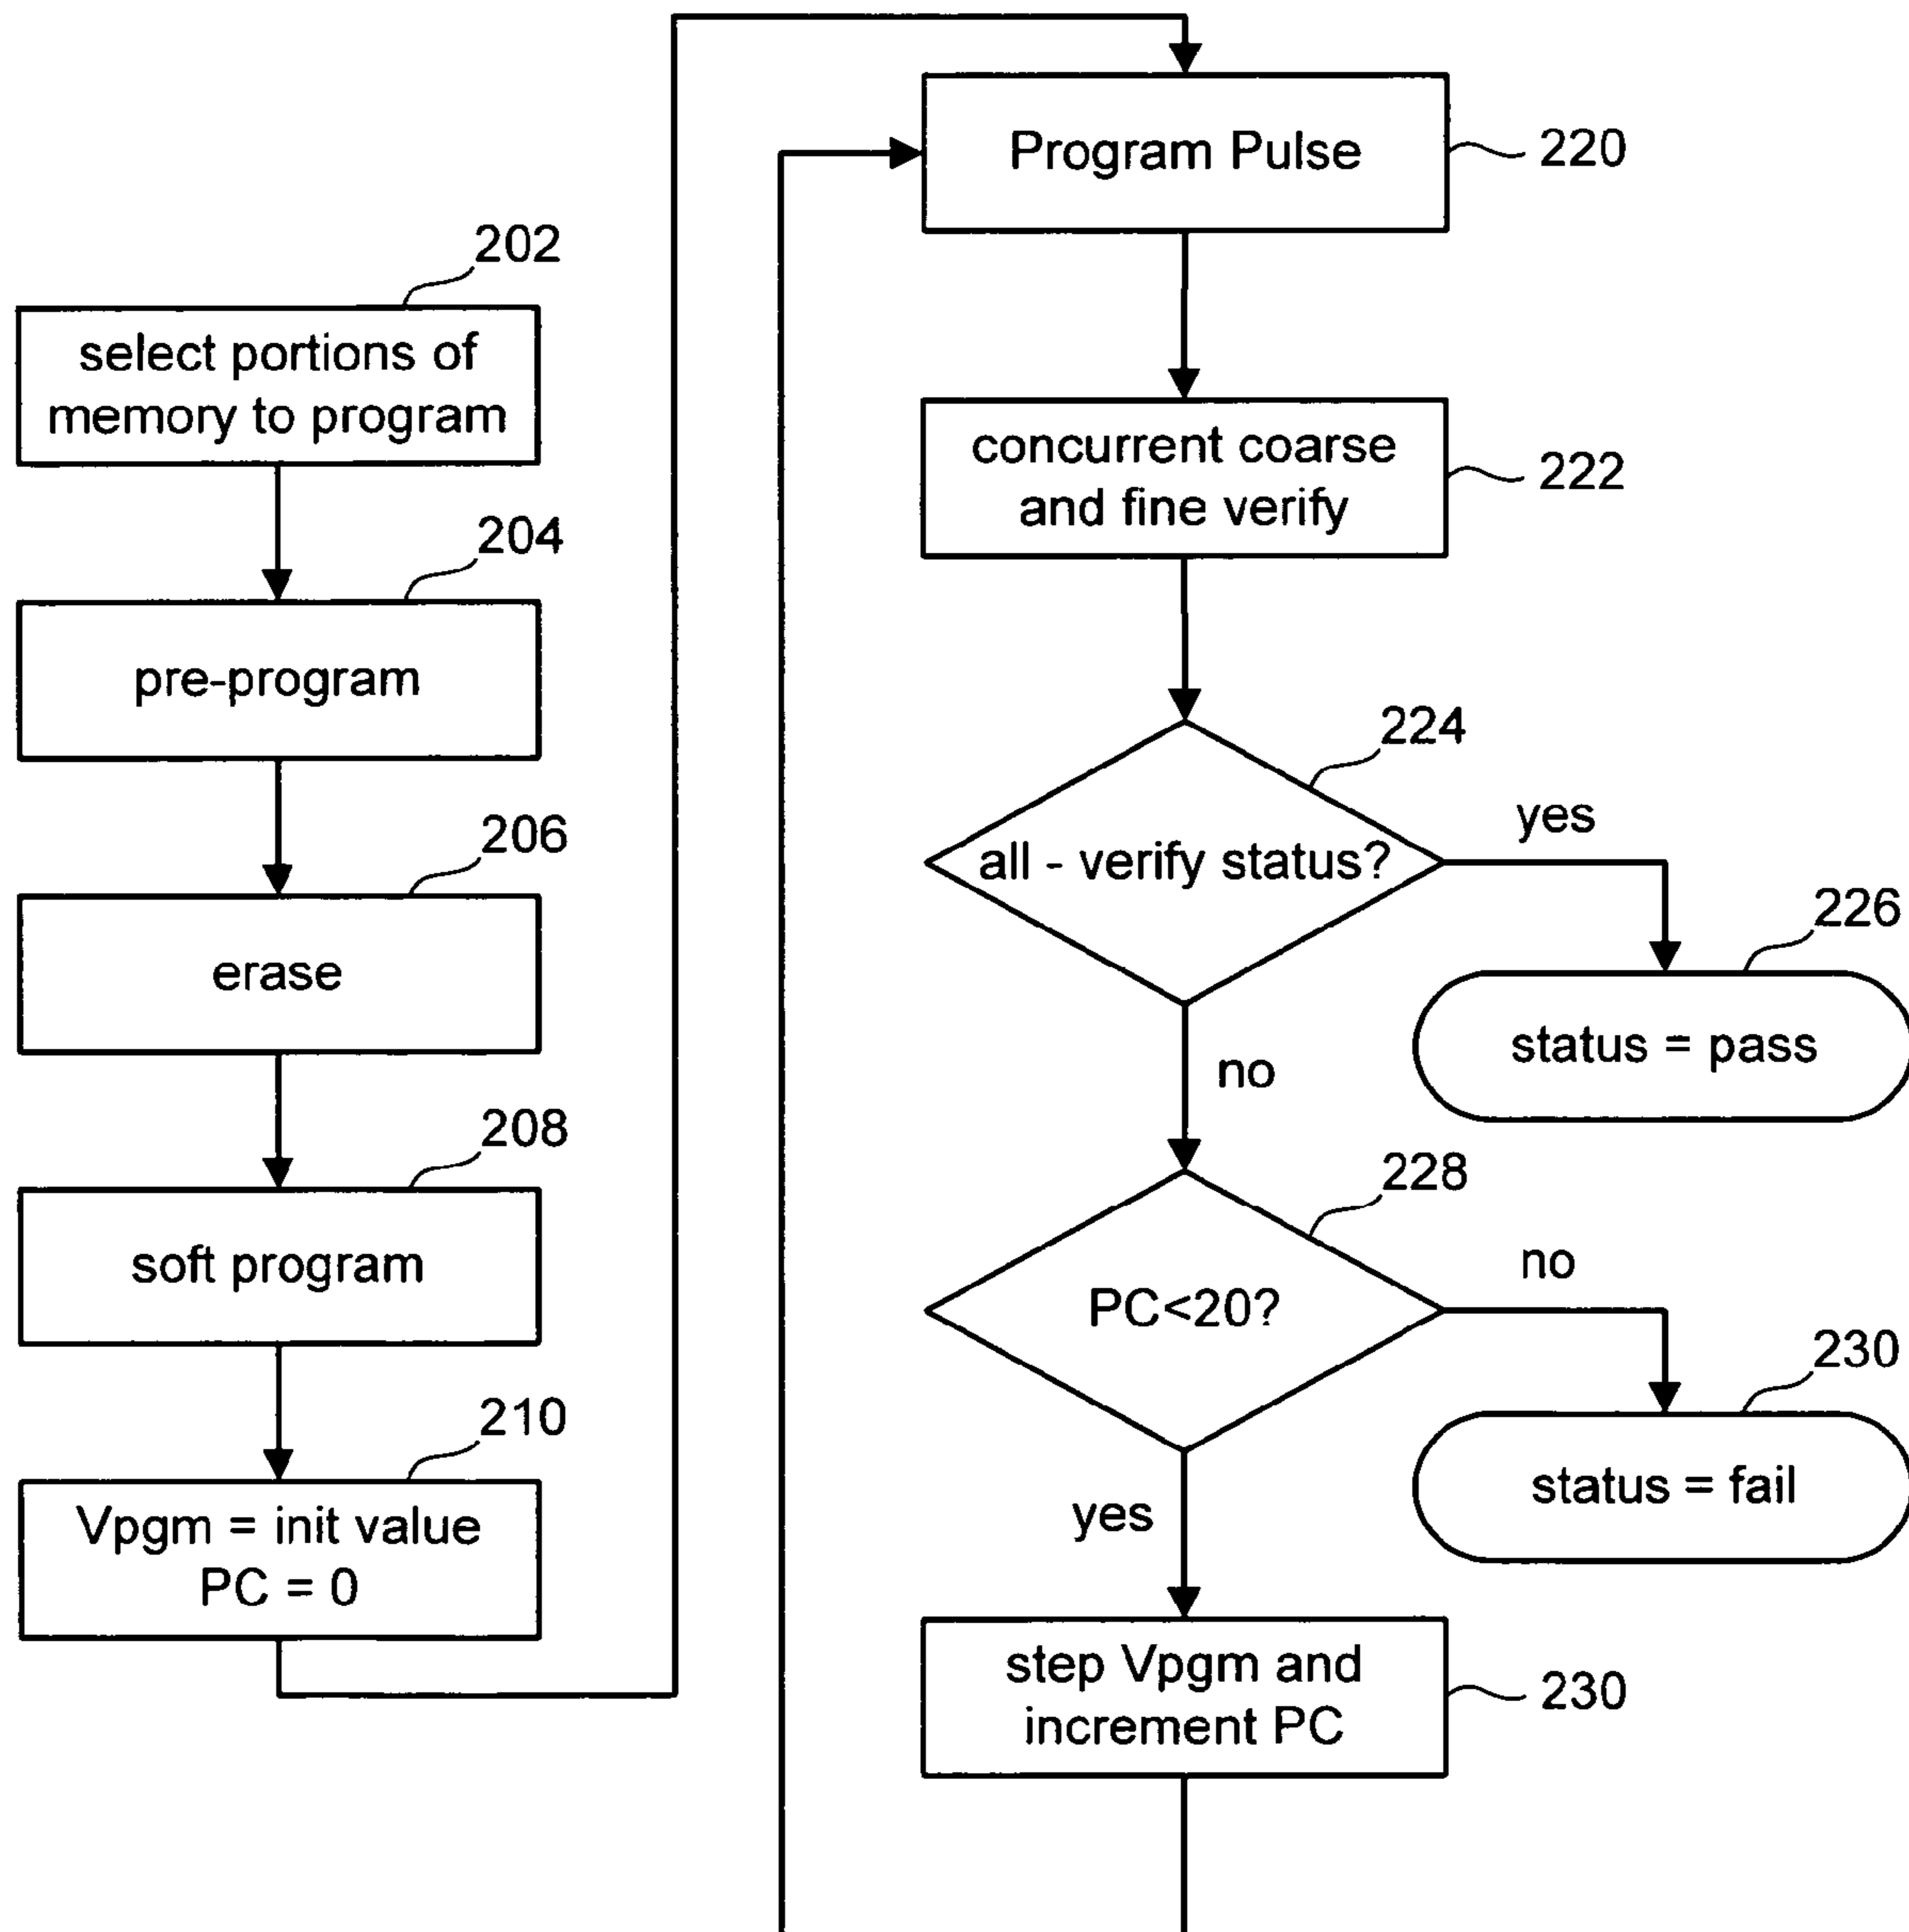 202
select portions of
memory to program
204
pre-program
206
erase
208
soft program
210
Vpgm = init value
PC = 0
Program Pulse
220
concurrent coarse
and fine verify
222
224
all - verify status?
yes
226
status = pass
no
228
PC<20?
no
230
status = fail
yes
step Vpgm and
increment PC
230